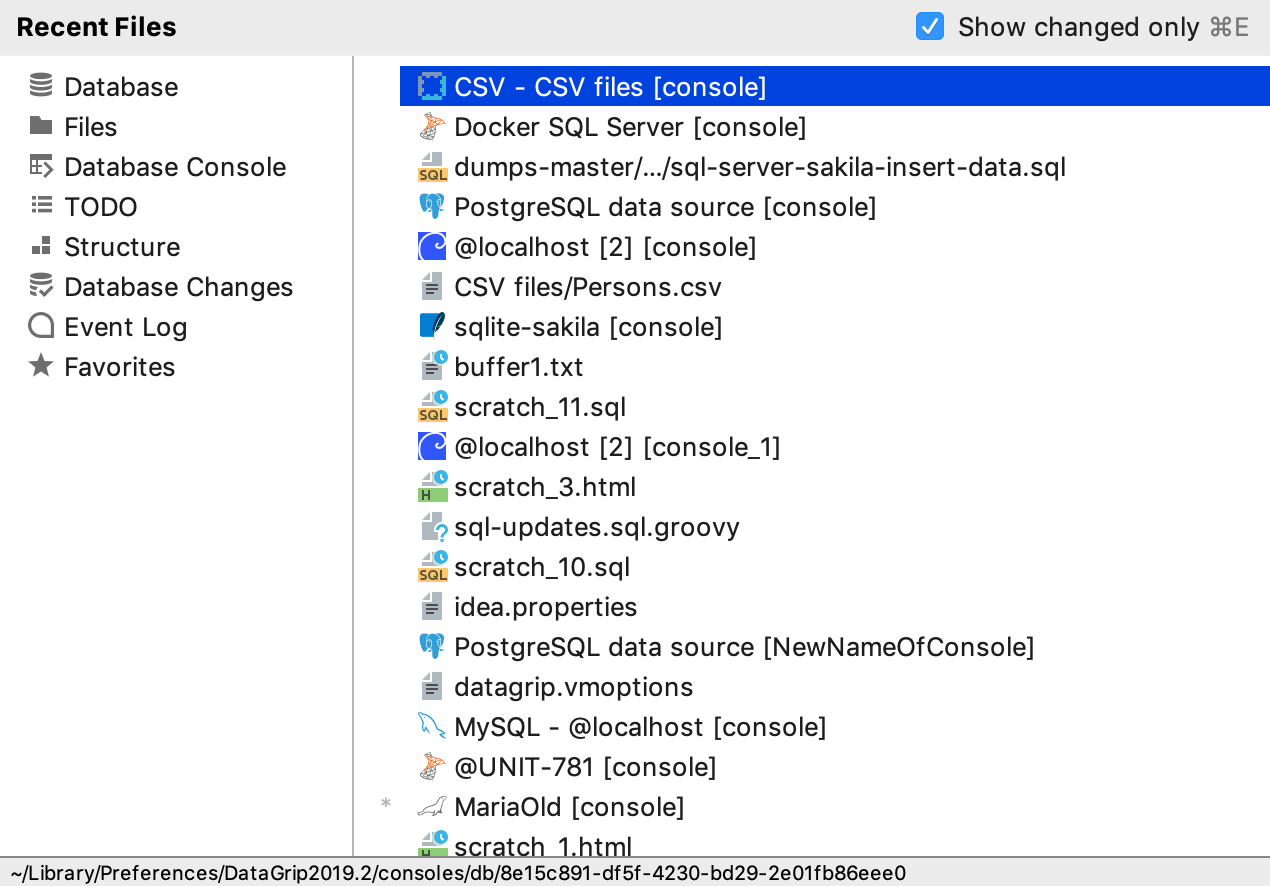 Recent Files
Show changed only ⌘E
Database
Files
Database Console
TODO
Structure
Database Changes
Event Log
Favorites
CSV - CSV files [console]
Docker SQL Server [console]
SQL dumps-master/.../sql-server-sakila-insert-data.sql
PostgreSQL data source [console]
@localhost [2] [console]
CSV files/Persons.csv
sqlite-sakila [console]
buffer1.txt
SQL scratch_11.sql
@localhost [2] [console_1]
H scratch_3.html
sql-updates.sql.groovy
SQL scratch_10.sql
idea.properties
PostgreSQL data source [NewNameOfConsole]
datagrip.vmoptions
MySQL - @localhost [console]
@UNIT-781 [console]
* MariaOld [console]
H scratch_1.html
~/Library/Preferences/DataGrip2019.2/consoles/db/8e15c891-df5f-4230-bd29-2e01fb86eee0